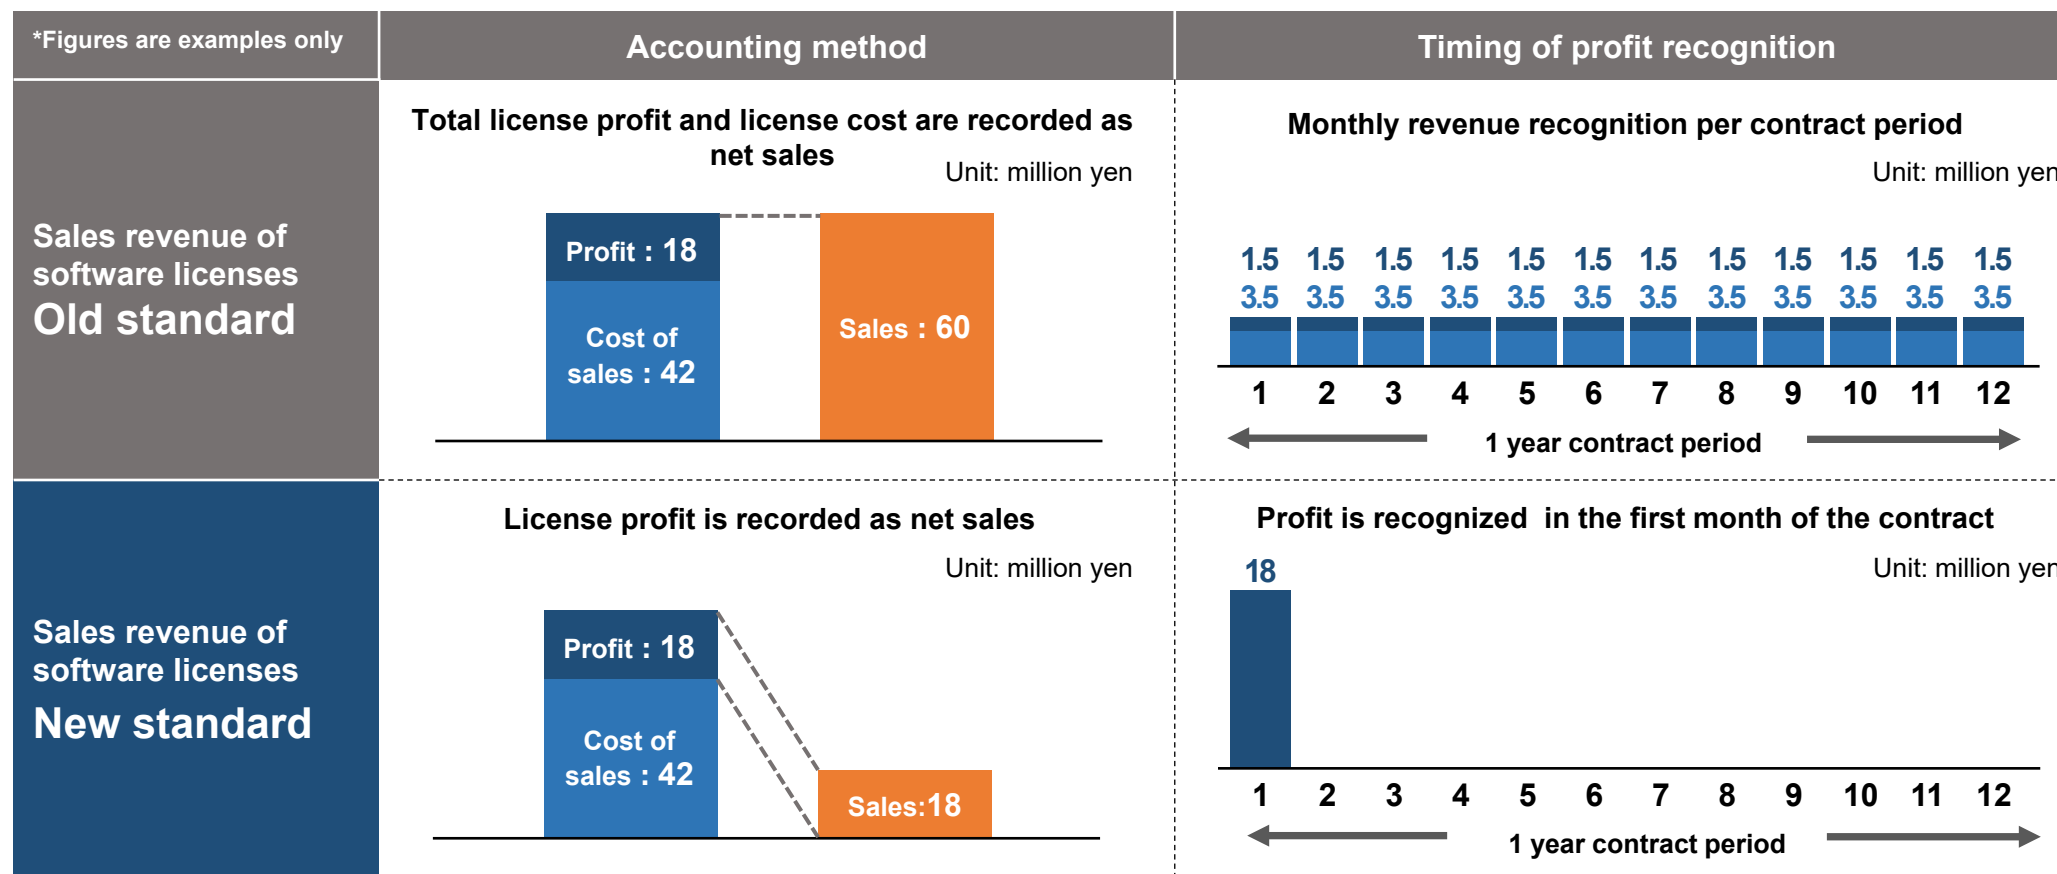 *Figures are examples only
Accounting method
Timing of profit recognition
Sales revenue of
software licenses
Old standard
Total license profit and license cost are recorded as
net sales
Unit: million yen
Profit : 18
Cost of
sales : 42
Sales : 60
Monthly revenue recognition per contract period
Unit: million yen
1.5 1.5 1.5 1.5 1.5 1.5 1.5 1.5 1.5 1.5 1.5 1.5
3.5 3.5 3.5 3.5 3.5 3.5 3.5 3.5 3.5 3.5 3.5 3.5
1 2 3 4 5 6 7 8 9 10 11 12
1 year contract period
Sales revenue of
software licenses
New standard
License profit is recorded as net sales
Unit: million yen
Profit : 18
Cost of
sales : 42
Sales:18
Profit is recognized in the first month of the contract
Unit: million yen
18
1 2 3 4 5 6 7 8 9 10 11 12
1 year contract period